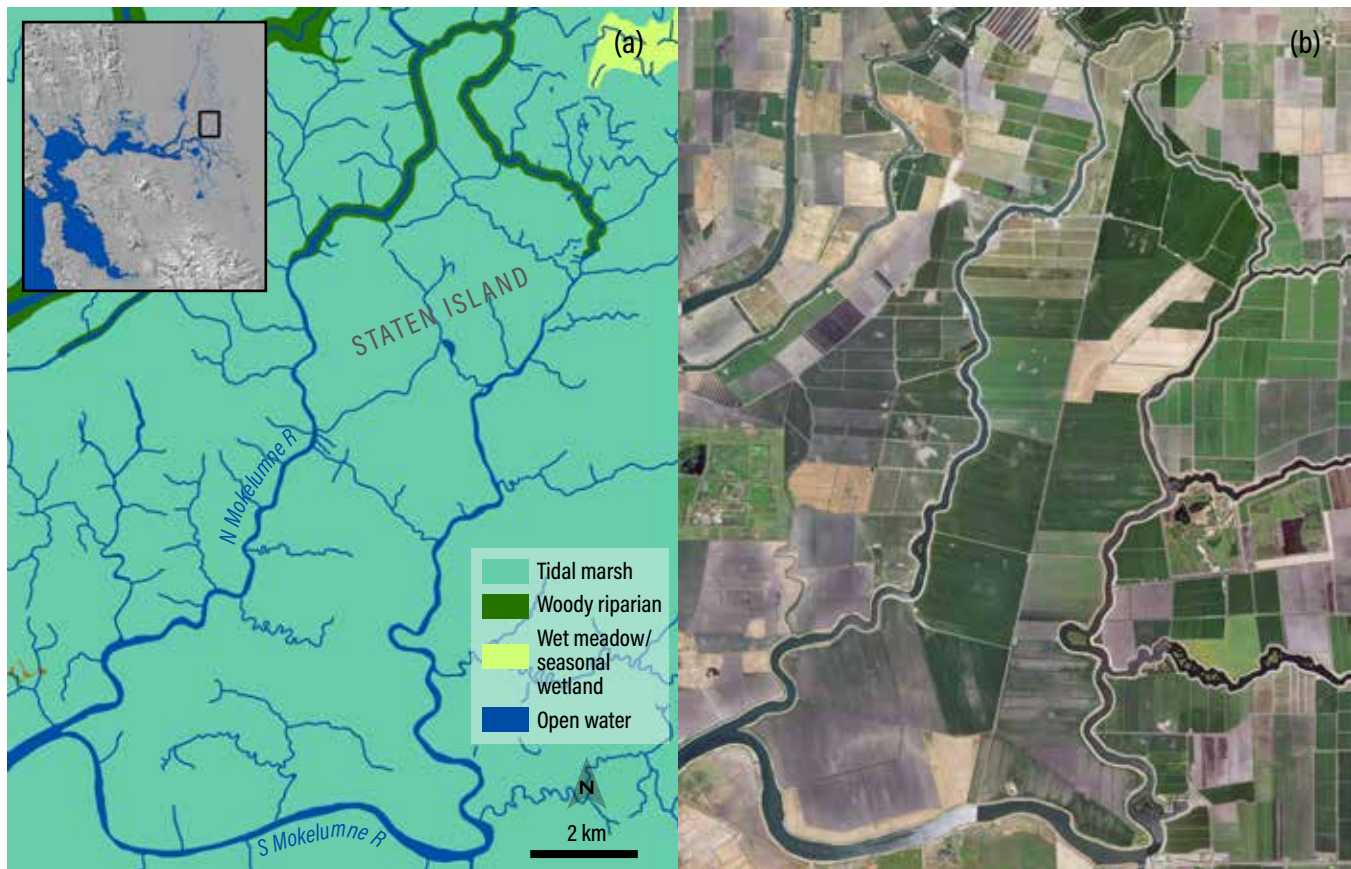 (a)
(b)
STATEN ISLAND
N Mokelumne R
Tidal marsh
Woody riparian
Wet meadow/
seasonal
wetland
Open water
N
2 km
S Mokelumne R